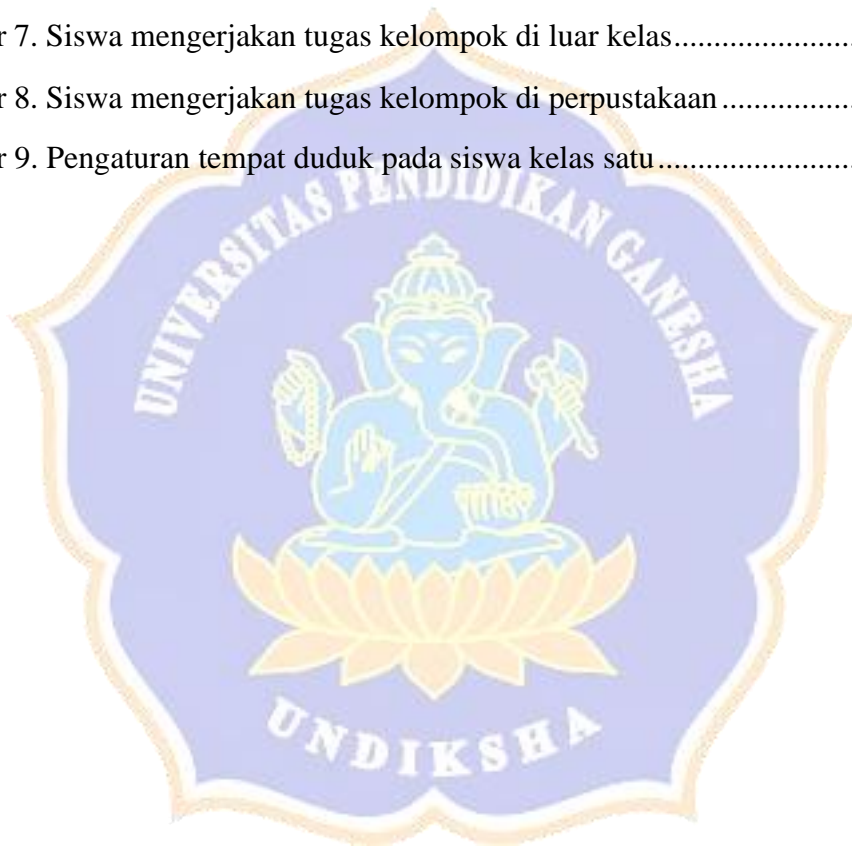 r 7. Siswa mengerjakan tugas kelompok di luar kelas......................
r 8. Siswa mengerjakan tugas kelompok di perpustakaan.................
r 9. Pengaturan tempat duduk pada siswa kelas satu........................
UNIVERSITAS PENDIDIKAN GANESHA
UNDIKSHA